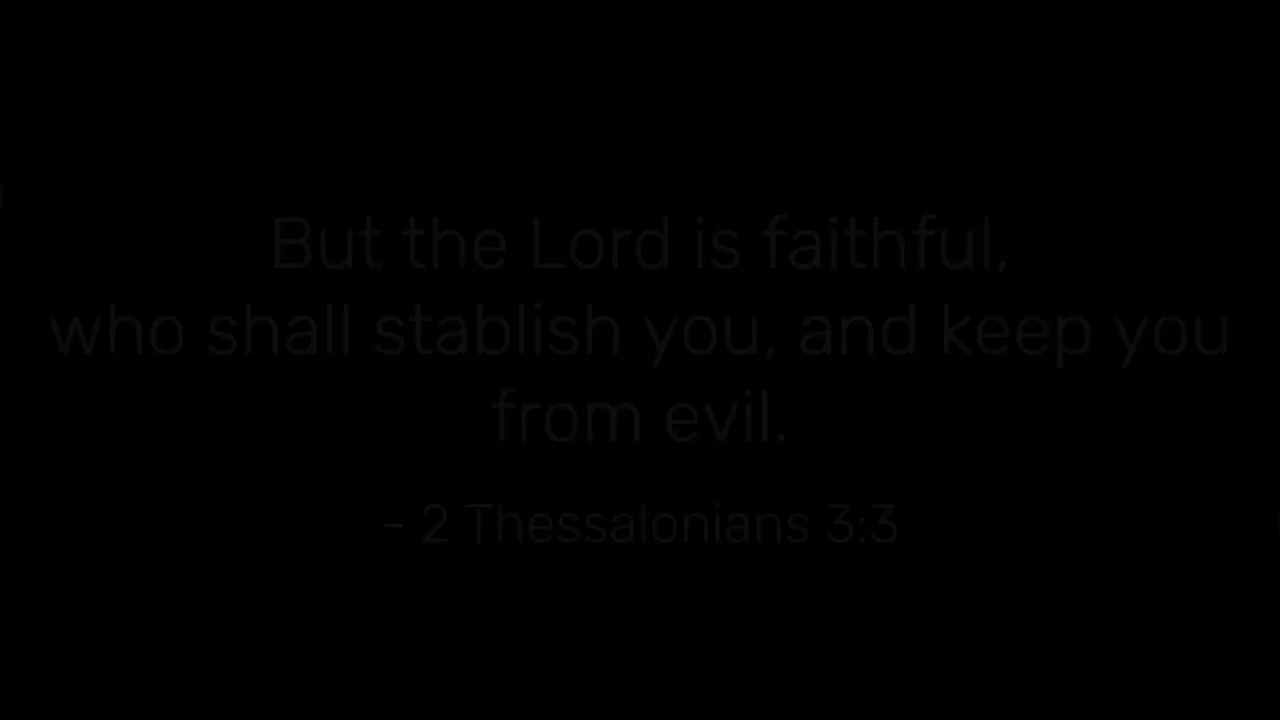 But the Lord is faithful,
who shall stablish you, and keep you
from evil.
- 2 Thessalonians 3:3